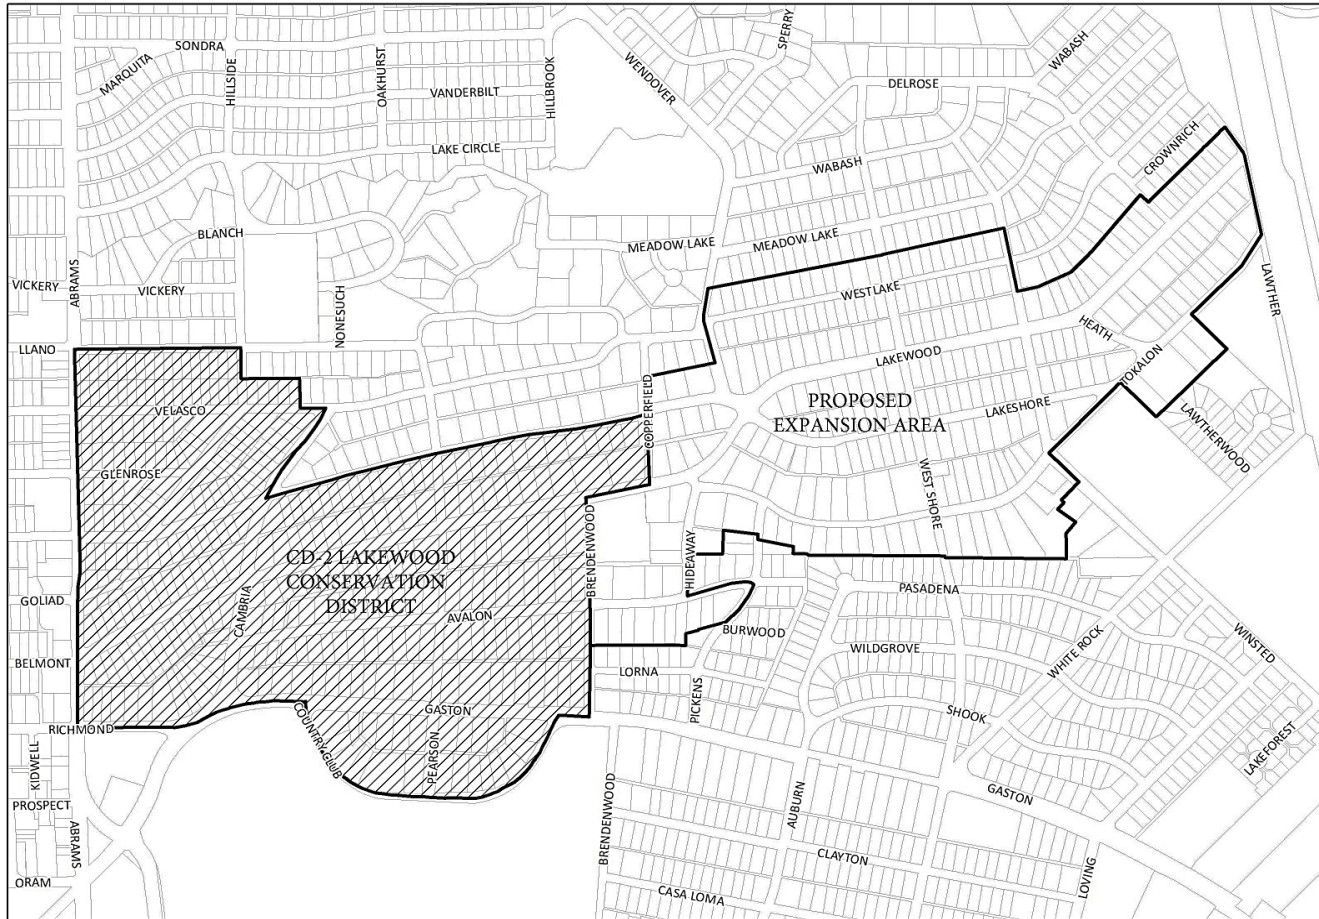 SONDRA
MARQUITA
HILLSIDE
OAKHURST
VANDERBILT
HILLBROOK
LAKE CIRCLE
WENDOVER
SPERRY
DELROSE
WABASH
WABASH
CROWNRICH
BLANCH
MEADOW LAKE
MEADOW LAKE
ABRAMS
VICKERY
VICKERY
NONESUCH
WESTLAKE
LAWTHER
HEATH
LLANO
LAKEWOOD
TOKALON
COPPERFIELD
VELASCO
PROPOSED
EXPANSION AREA
LAKESHORE
LAWTHERWOOD
GLENROSE
WEST SHORE
CD-2 LAKEWOOD
CONSERVATION
DISTRICT
BRENDENWOOD
HIDEAWAY
PASADENA
GOLIAD
CAMBRIA
AVALON
BURWOOD
WILDGROVE
WHITE ROCK
WINSTED
BELMONT
LORNA
PICKENS
GASTON
SHOOK
RICHMOND
COUNTRY CLUB
PEARSON
LAKEFOREST
KIDWELL
PROSPECT
ABRAMS
BRENDENWOOD
AUBURN
GASTON
CLAYTON
LOVING
ORAM
CASA LOMA